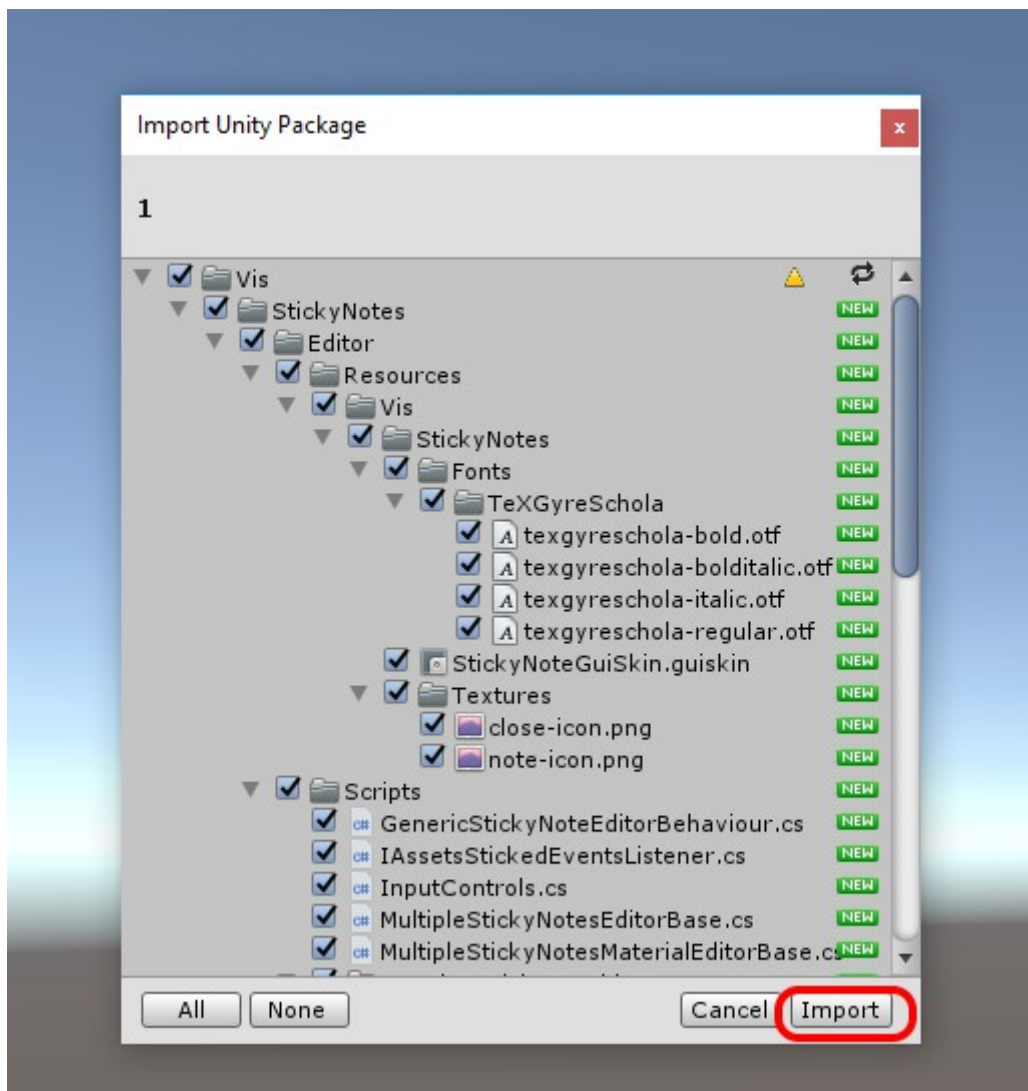 Import Unity Package
x
1
Vis
StickyNotes NEW
Editor NEW
Resources NEW
Vis NEW
StickyNotes NEW
Fonts NEW
TeXGyreSchola NEW
A texgyreschola-bold.otf NEW
A texgyreschola-bolditalic.otf NEW
A texgyreschola-italic.otf NEW
A texgyreschola-regular.otf NEW
StickyNoteGuiSkin.guiskin NEW
Textures NEW
close-icon.png NEW
note-icon.png NEW
Scripts NEW
c# GenericStickyNoteEditorBehaviour.cs NEW
c# IAssetsStickedEventsListener.cs NEW
c# InputControls.cs NEW
c# MultipleStickyNotesEditorBase.cs NEW
c# MultipleStickyNotesMaterialEditorBase.cs NEW
All None Cancel Import